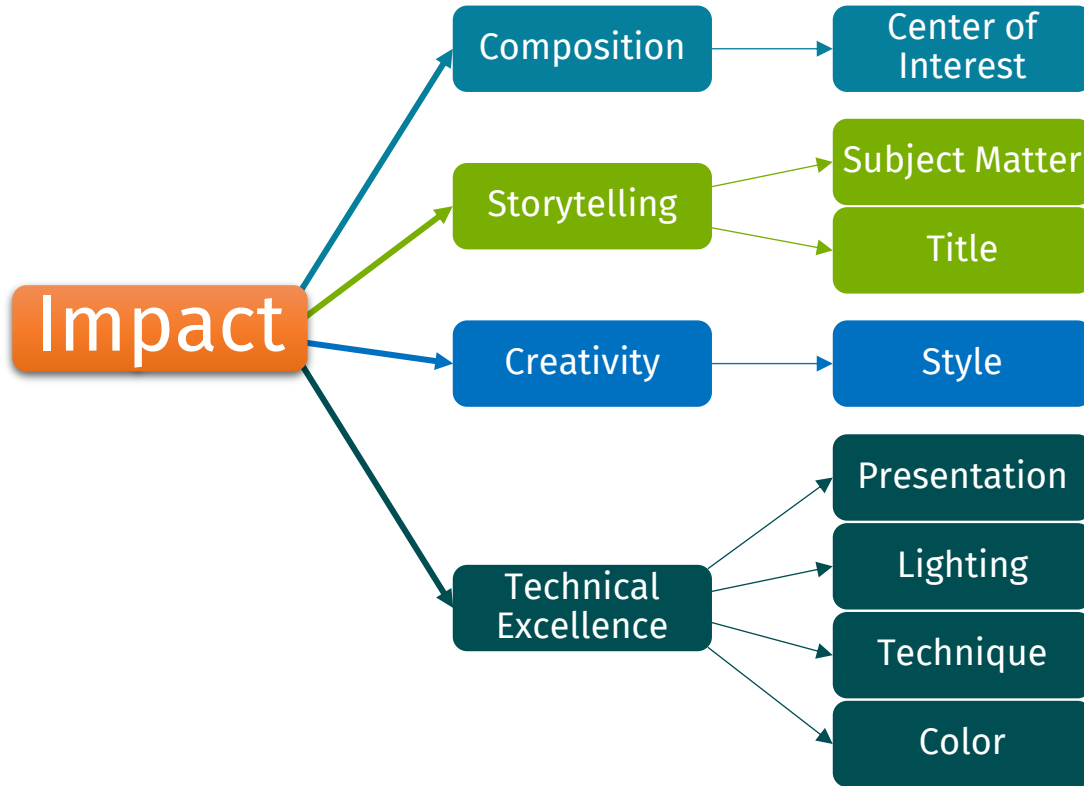 Impact
Composition
Center of
Interest
Storytelling
Subject Matter
Title
Creativity
Style
Technical
Excellence
Presentation
Lighting
Technique
Color